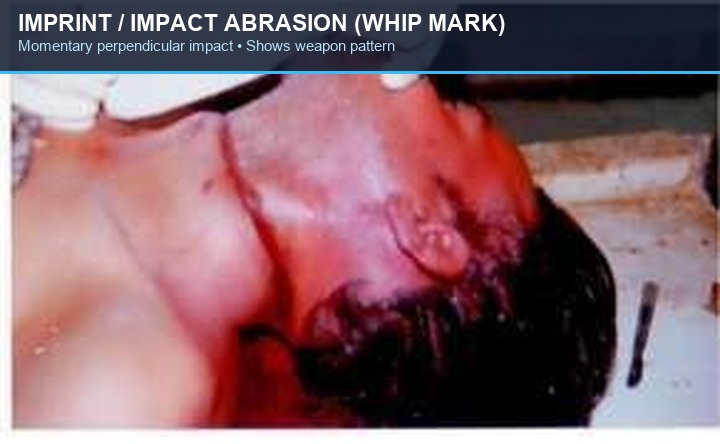 IMPRINT / IMPACT ABRASION (WHIP MARK)
Momentary perpendicular impact • Shows weapon pattern